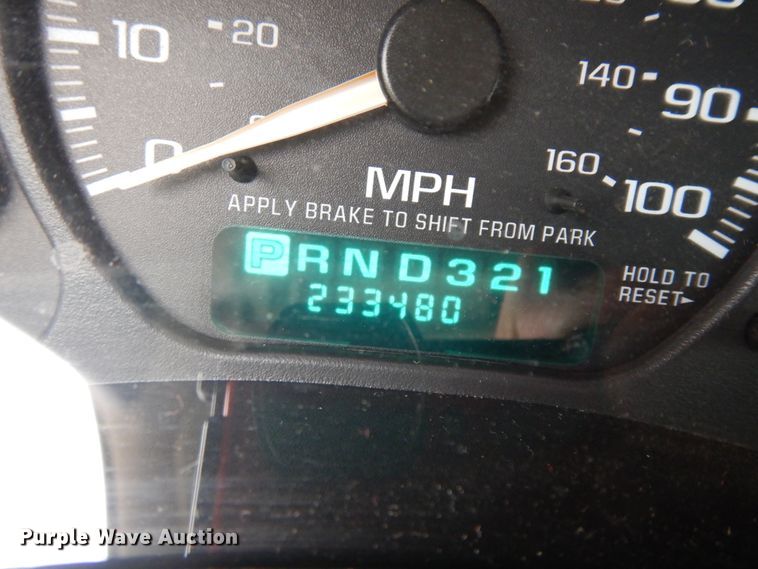 10 20
140 90
0
160 100
MPH
APPLY BRAKE TO SHIFT FROM PARK
PRND321
233480
HOLD TO
RESET
Purple Wave Auction